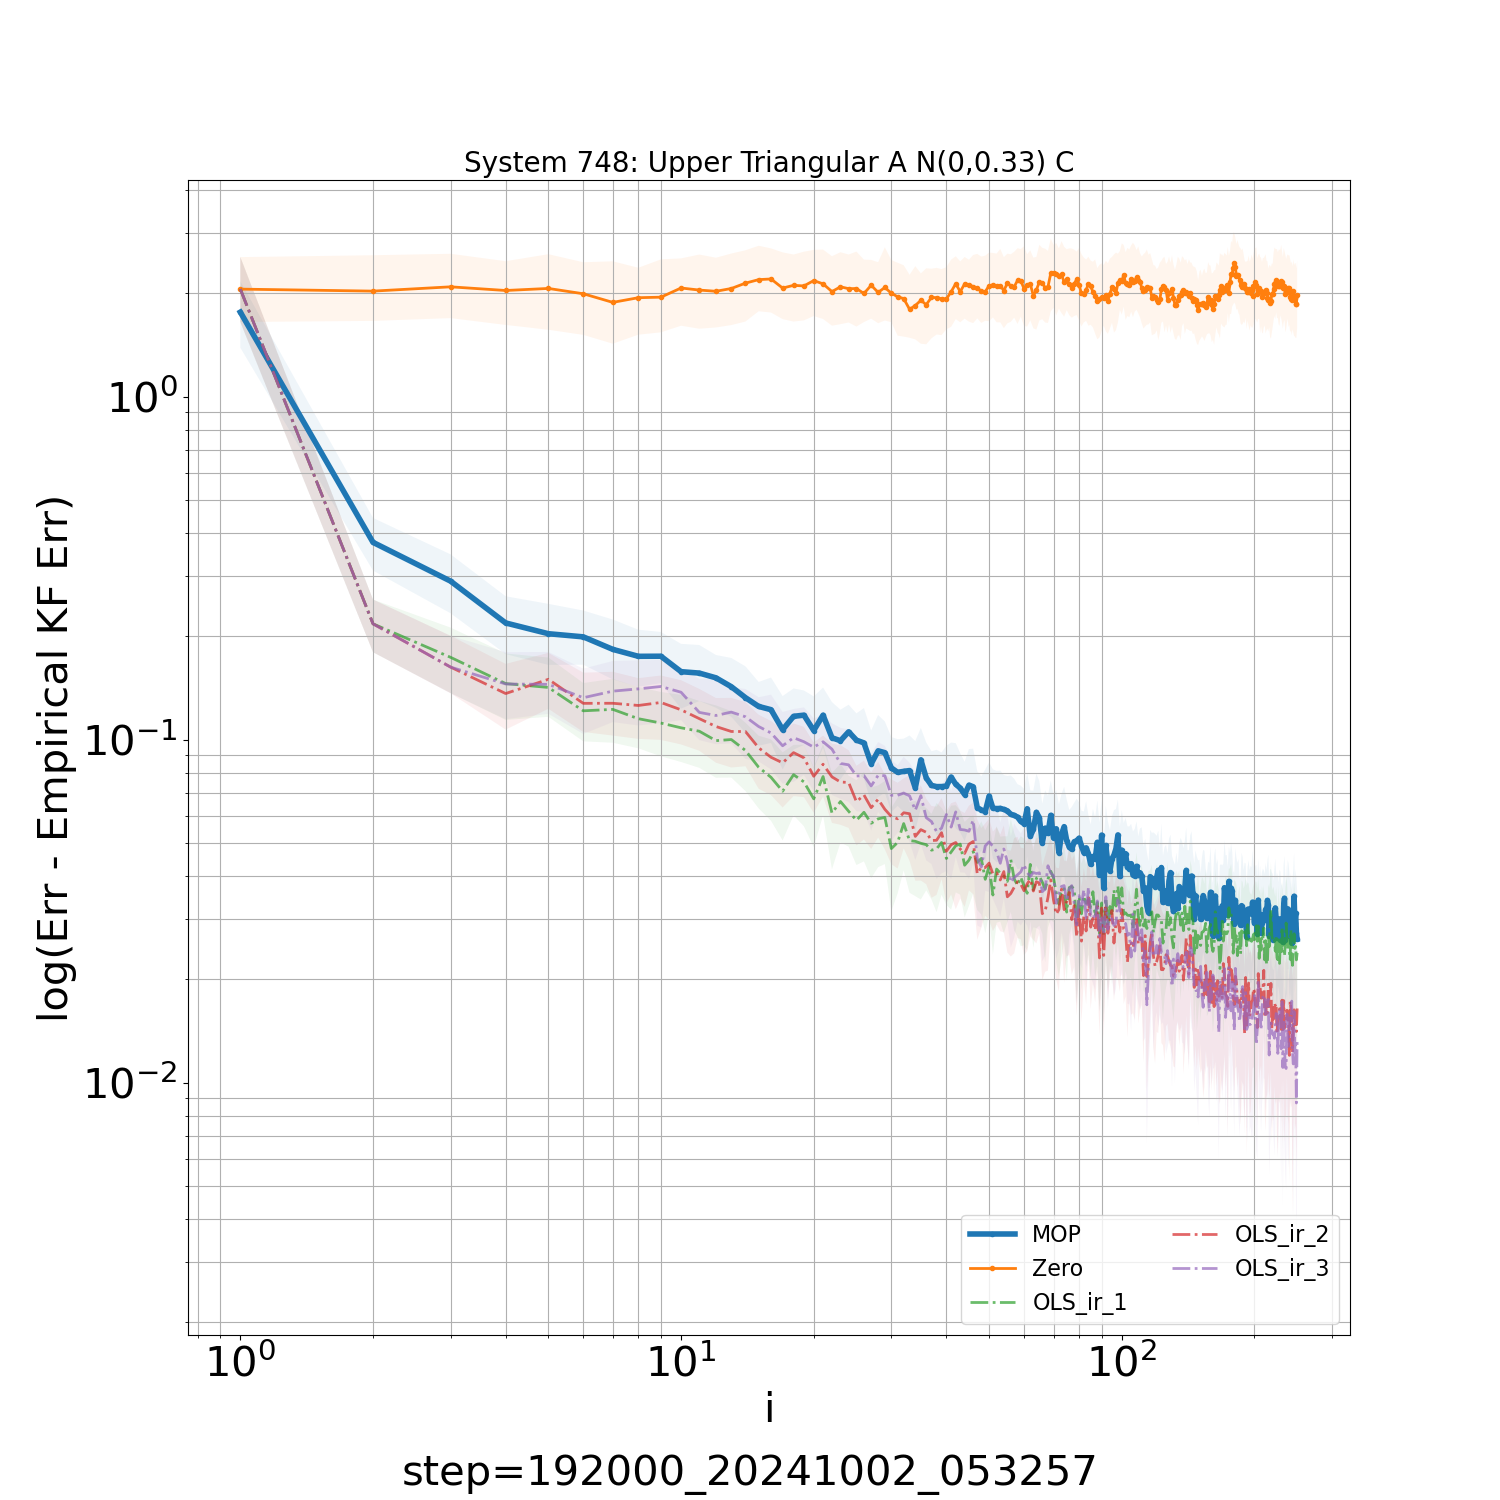 System 748: Upper Triangular A N(0,0.33) C
log(Err - Empirical KF Err)
10⁰
10⁻¹
10⁻²
10⁰ 10¹ 10²
i
MOP
Zero
OLS_ir_1
OLS_ir_2
OLS_ir_3
step=192000_20241002_053257